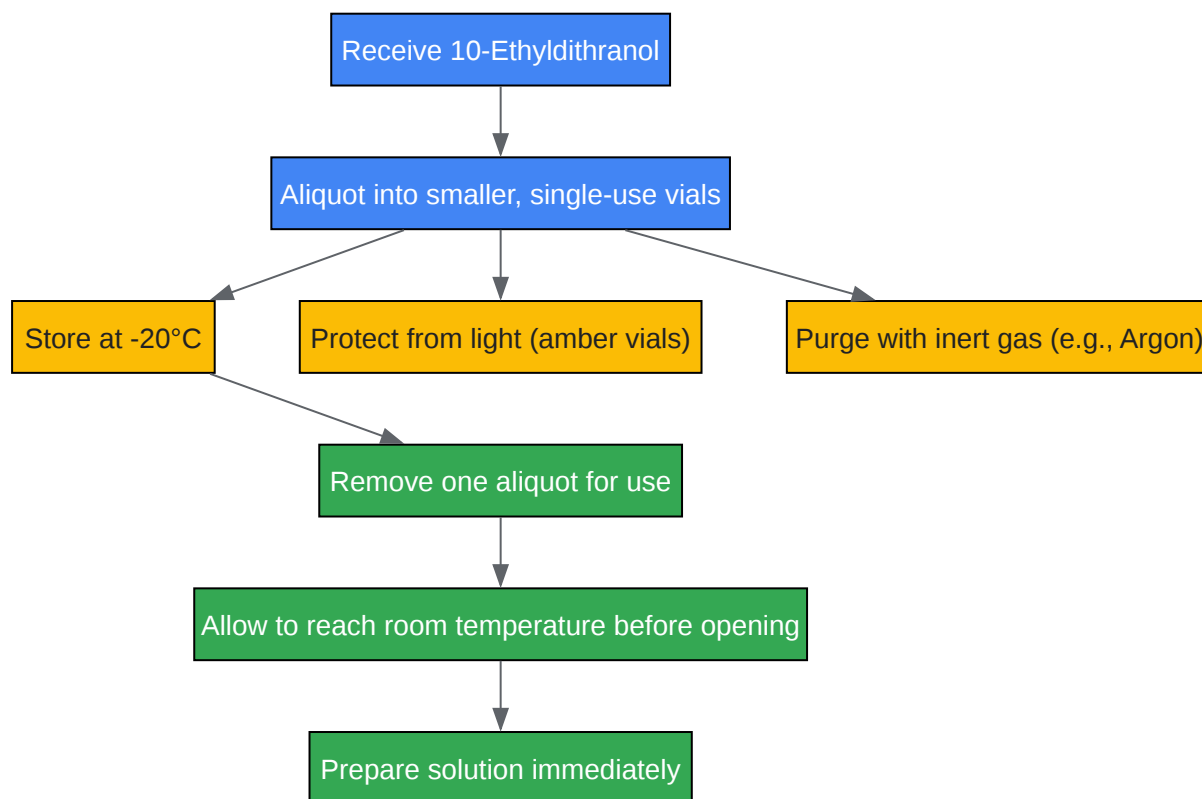 Receive 10-Ethyldithranol
Aliquot into smaller, single-use vials
Store at -20°C
Protect from light (amber vials)
Purge with inert gas (e.g., Argon)
Remove one aliquot for use
Allow to reach room temperature before opening
Prepare solution immediately